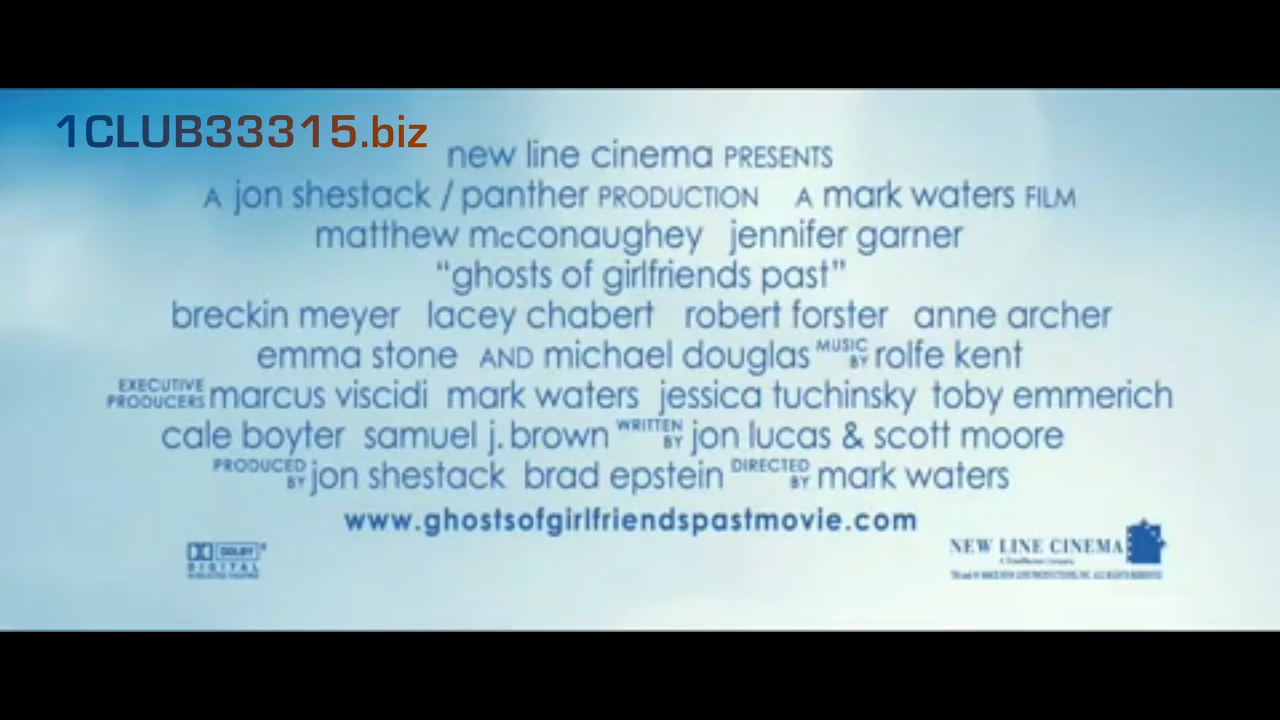 1CLUB33315.biz
new line cinema PRESENTS
A jon shestack / panther PRODUCTION A mark waters FILM
matthew mcconaughey jennifer garner
“ghosts of girlfriends past”
breckin meyer lacey chabert robert forster anne archer
emma stone AND michael douglas MUSIC BY rolfe kent
EXECUTIVE PRODUCERS marcus viscidi mark waters jessica tuchinsky toby emmerich
cale boyter samuel j. brown WRITTEN BY jon lucas & scott moore
PRODUCED BY jon shestack brad epstein DIRECTED BY mark waters
www.ghostsofgirlfriendspastmovie.com
DOLBY
DIGITAL
NEW LINE CINEMA